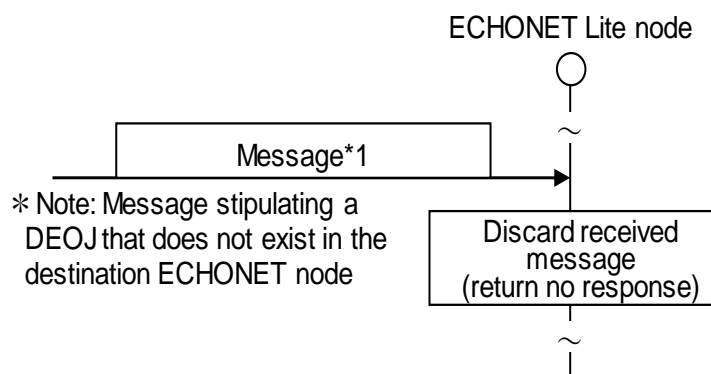 ECHONET Lite node
Message*1
＊Note: Message stipulating a
DEOJ that does not exist in the
destination ECHONET node
Discard received
message
(return no response)